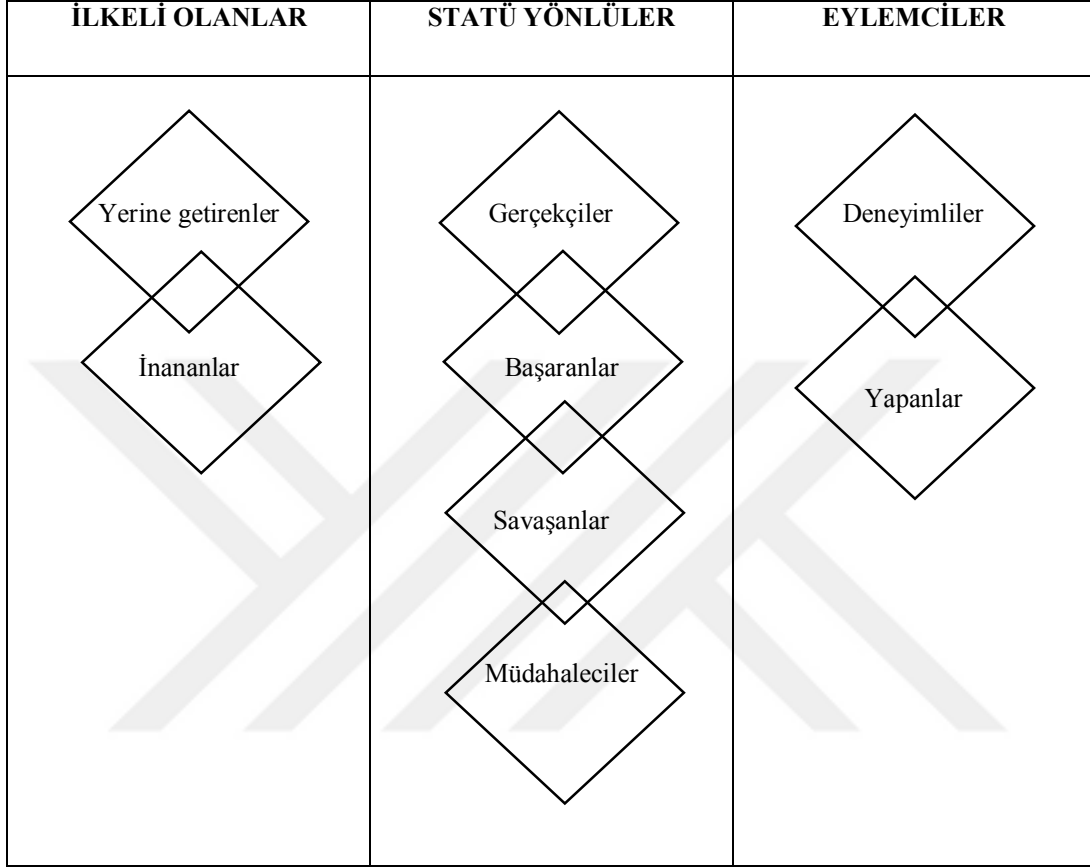 İLKELİ OLANLAR
STATÜ YÖNLÜLER
EYLEMCİLER
Yerine getirenler
İnananlar
Gerçekçiler
Başaranlar
Savaşanlar
Müdahaleciler
Deneyimliler
Yapanlar